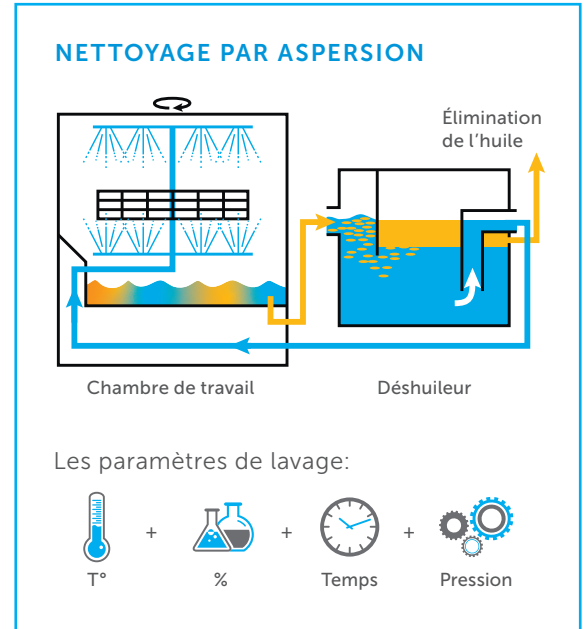 NETTOYAGE PAR ASPERSION
Élimination
de l'huile
Chambre de travail
Déshuileur
Les paramètres de lavage:
+
+
+
T°
%
Temps
Pression